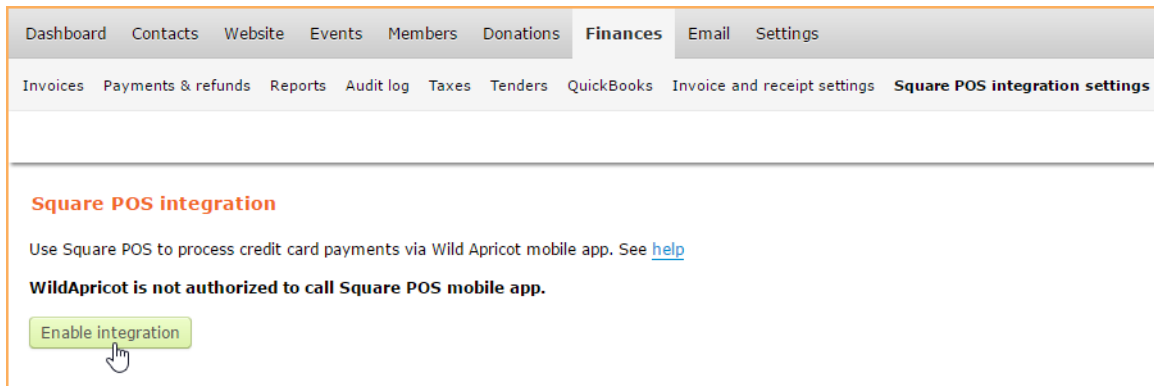 Dashboard Contacts Website Events Members Donations Finances Email Settings
Invoices Payments & refunds Reports Audit log Taxes Tenders QuickBooks Invoice and receipt settings Square POS integration settings
Square POS integration
Use Square POS to process credit card payments via Wild Apricot mobile app. See help
WildApricot is not authorized to call Square POS mobile app.
Enable integration